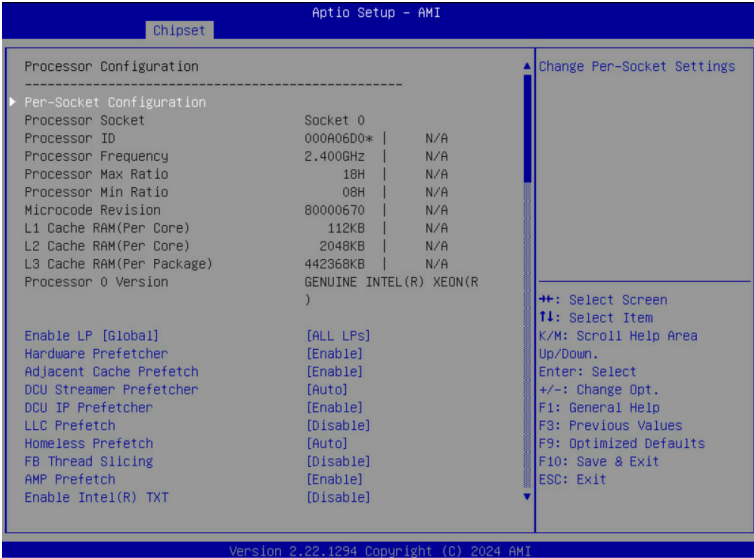 Aptio Setup – AMI
Chipset
Processor Configuration
--------------------------------------------------
Per-Socket Configuration
Processor Socket Socket 0
Processor ID 000A06D0* | N/A
Processor Frequency 2.400GHz | N/A
Processor Max Ratio 18H | N/A
Processor Min Ratio 08H | N/A
Microcode Revision 80000670 | N/A
L1 Cache RAM(Per Core) 112KB | N/A
L2 Cache RAM(Per Core) 2048KB | N/A
L3 Cache RAM(Per Package) 442368KB | N/A
Processor 0 Version GENUINE INTEL(R) XEON(R
)
Enable LP [Global] [ALL LPs]
Hardware Prefetcher [Enable]
Adjacent Cache Prefetch [Enable]
DCU Streamer Prefetcher [Auto]
DCU IP Prefetcher [Enable]
LLC Prefetch [Disable]
Homeless Prefetch [Auto]
FB Thread Slicing [Disable]
AMP Prefetch [Enable]
Enable Intel(R) TXT [Disable]
Change Per-Socket Settings
→←: Select Screen
↑↓: Select Item
K/M: Scroll Help Area
Up/Down.
Enter: Select
+/-: Change Opt.
F1: General Help
F3: Previous Values
F9: Optimized Defaults
F10: Save & Exit
ESC: Exit
Version 2.22.1294 Copyright (C) 2024 AMI